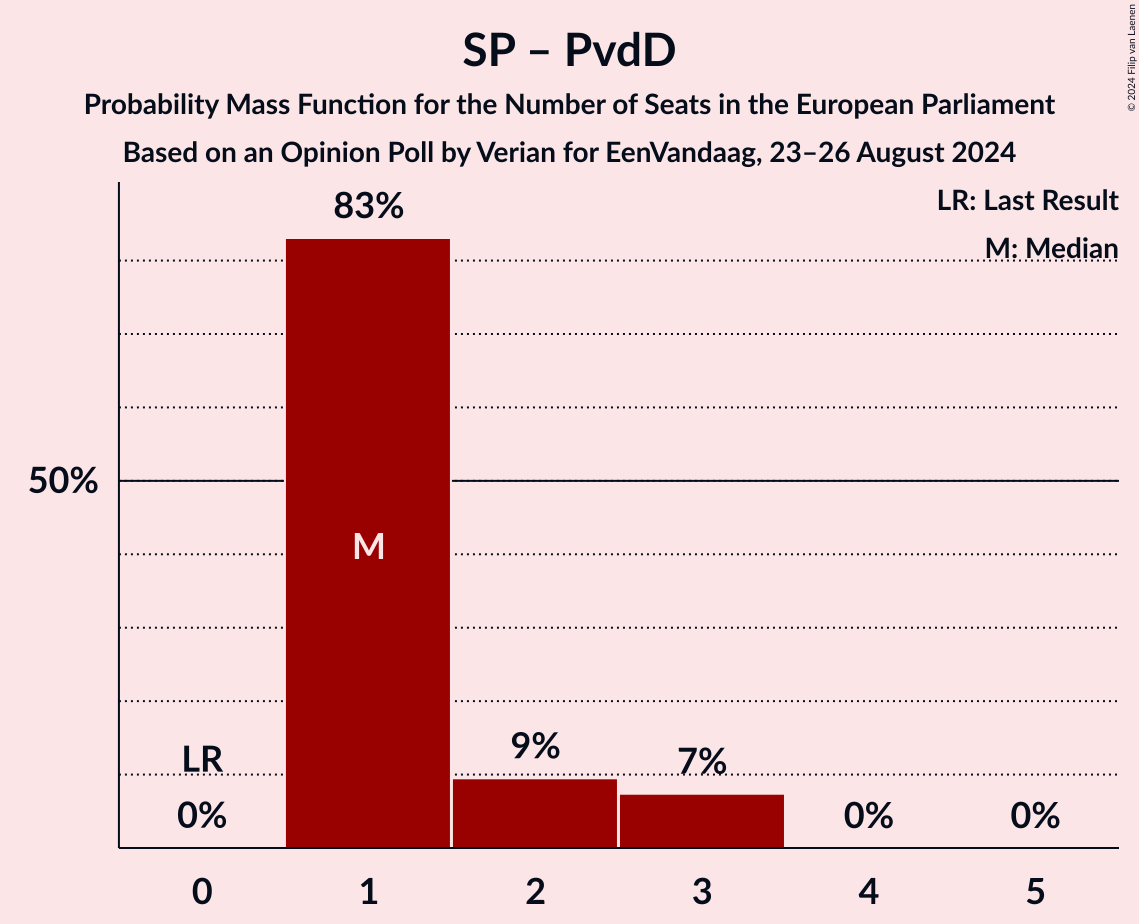 SP – PvdD
Probability Mass Function for the Number of Seats in the European Parliament
Based on an Opinion Poll by Verian for EenVandaag, 23–26 August 2024
© 2024 Filip van Laenen
LR: Last Result
M: Median
83%
50%
M
LR
0%
9%
7%
0%
0%
0
1
2
3
4
5